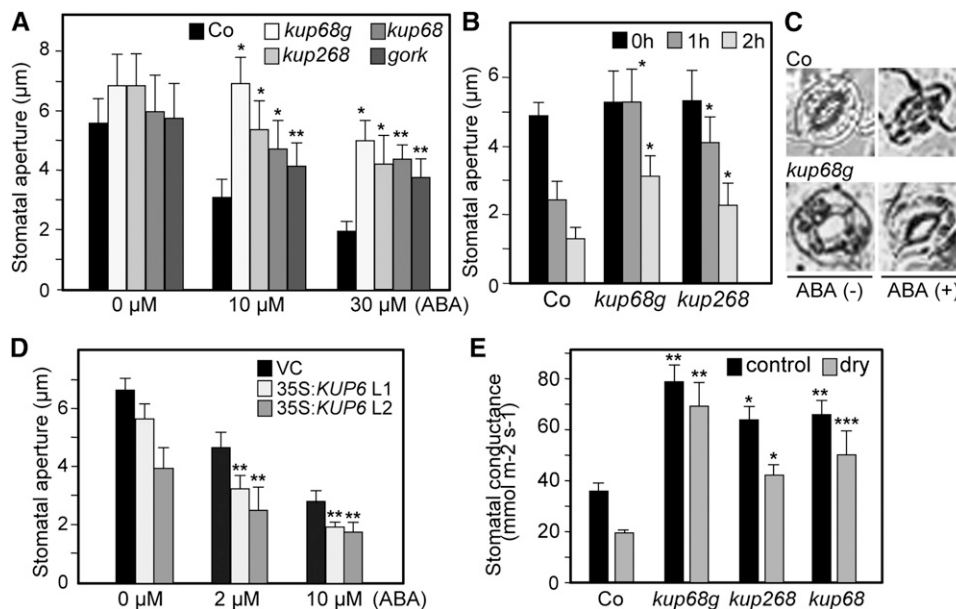 A
Stomatal aperture (µm)
8
6
4
2
0
Co
kup68g
kup68
kup268
gork
* * * **
* * ** **
0 µM
10 µM
30 µM (ABA)
B
Stomatal aperture (µm)
8
6
4
2
0
0h
1h
2h
* *
* *
Co
kup68g
kup268
C
Co
kup68g
ABA (-)
ABA (+)
D
Stomatal aperture (µm)
6
4
2
0
VC
35S:KUP6 L1
35S:KUP6 L2
** **
** **
0 µM
2 µM
10 µM (ABA)
E
Stomatal conductance
(mmol m-2 s-1)
80
60
40
20
0
control
dry
** **
* *
** ***
Co
kup68g
kup268
kup68